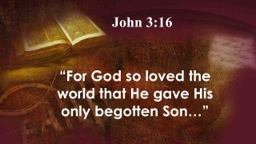 John 3:16
“For God so loved the
world that He gave His
only begotten Son…”